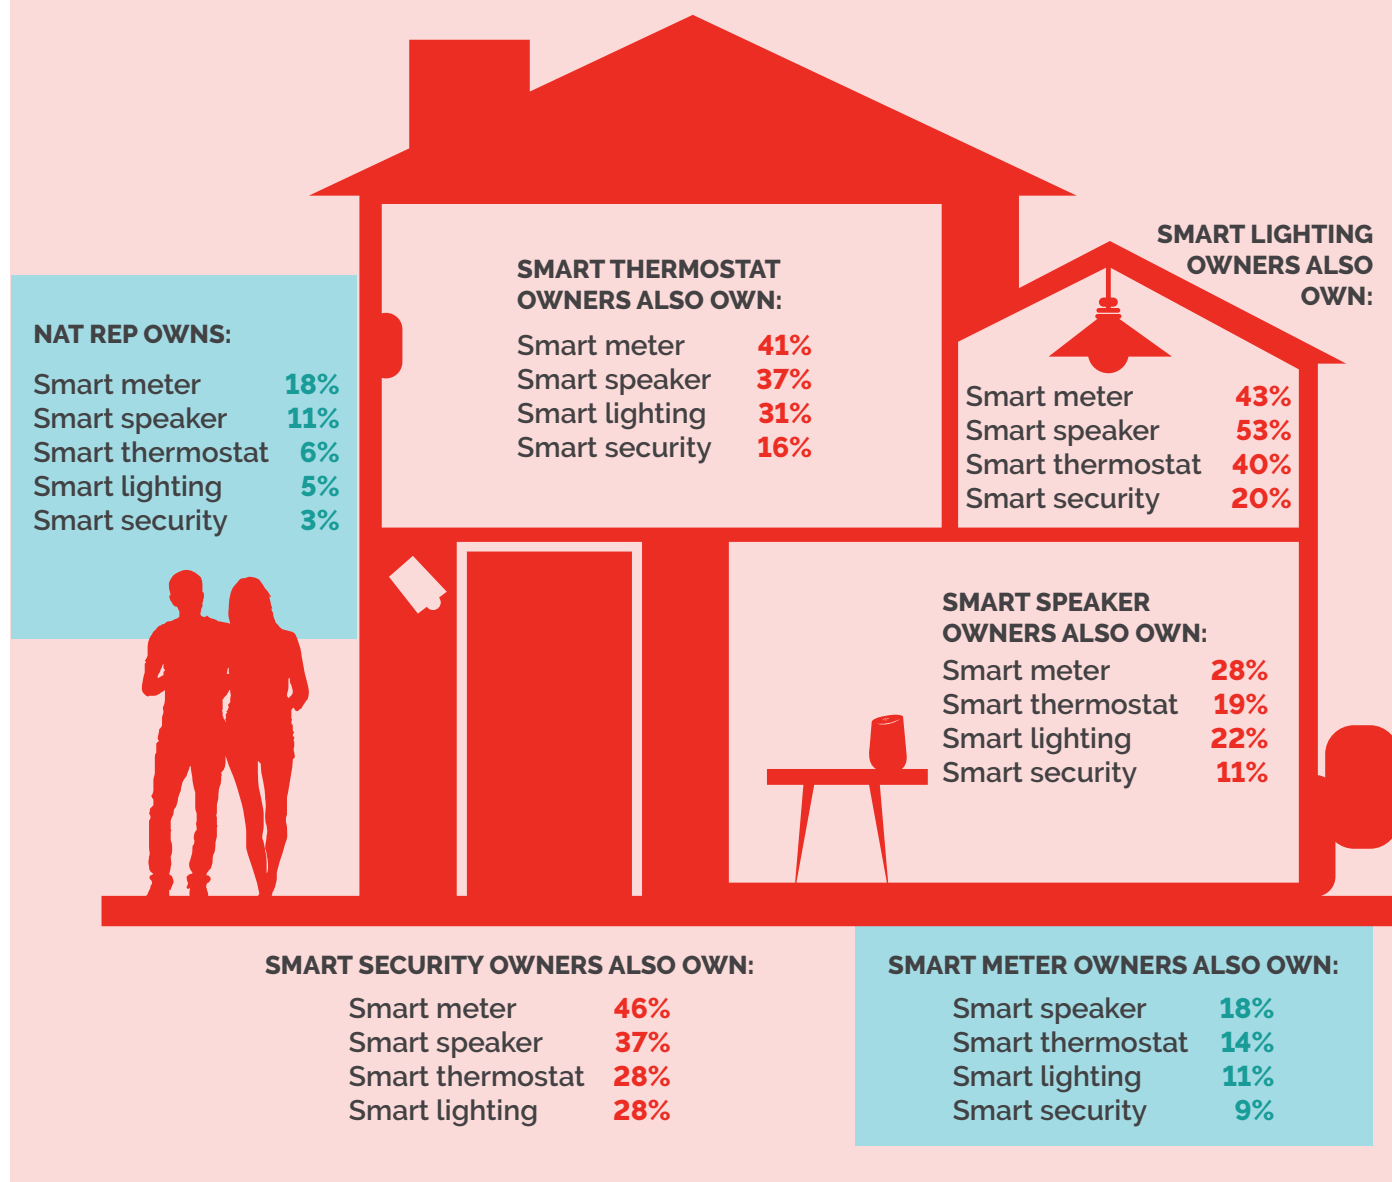 SMART LIGHTING
OWNERS ALSO
OWN:
SMART THERMOSTAT
OWNERS ALSO OWN:
Smart meter 41%
Smart speaker 37%
Smart lighting 31%
Smart security 16%
NAT REP OWNS:
Smart meter 18%
Smart speaker 11%
Smart thermostat 6%
Smart lighting 5%
Smart security 3%
Smart meter 43%
Smart speaker 53%
Smart thermostat 40%
Smart security 20%
SMART SPEAKER
OWNERS ALSO OWN:
Smart meter 28%
Smart thermostat 19%
Smart lighting 22%
Smart security 11%
SMART SECURITY OWNERS ALSO OWN:
Smart meter 46%
Smart speaker 37%
Smart thermostat 28%
Smart lighting 28%
SMART METER OWNERS ALSO OWN:
Smart speaker 18%
Smart thermostat 14%
Smart lighting 11%
Smart security 9%